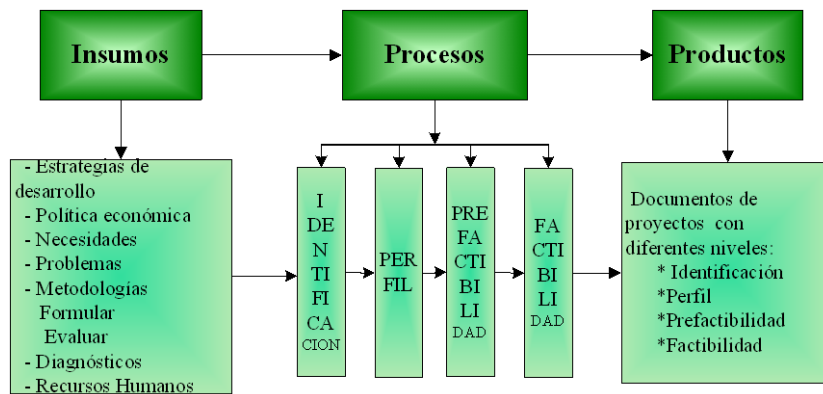 Insumos
Procesos
Productos
- Estrategias de
desarrollo
- Política económica
- Necesidades
- Problemas
- Metodologías
Formular
Evaluar
- Diagnósticos
- Recursos Humanos
I
DE
N
TI
FI
CA
CION
PER
FIL
PRE
FA
CTI
BI
LI
DAD
FA
CTI
BI
LI
DAD
Documentos de
proyectos con
diferentes niveles:
* Identificación
*Perfil
*Prefactibilidad
*Factibilidad